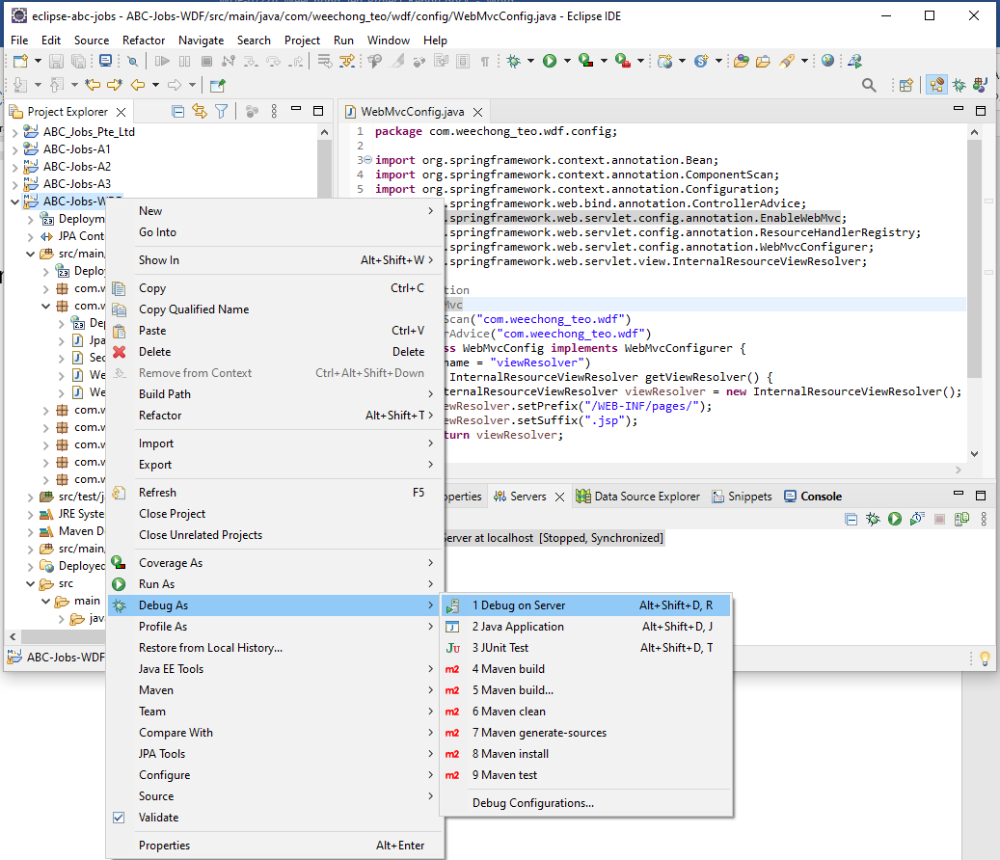 eclipse-abc-jobs - ABC-Jobs-WDF/src/main/java/com/weechong_teo/wdf/config/WebMvcConfig.java - Eclipse IDE
File Edit Source Refactor Navigate Search Project Run Window Help
Project Explorer
ABC_Jobs_Pte_Ltd
ABC-Jobs-A1
ABC-Jobs-A2
ABC-Jobs-A3
ABC-Jobs-WDF
Deploym
JPA Cont
src/main,
Deplo
com.w
com.w
De
Jpa
Sec
We
We
com.w
com.w
com.w
com.w
com.w
src/test/j
JRE Syste
Maven D
src/main,
Deployed
src
main
java
ABC-Jobs-WDF
WebMvcConfig.java
1 package com.weechong_teo.wdf.config;
2
3 import org.springframework.context.annotation.Bean;
4 import org.springframework.context.annotation.ComponentScan;
5 import org.springframework.context.annotation.Configuration;
.springframework.web.bind.annotation.ControllerAdvice;
.springframework.web.servlet.config.annotation.EnableWebMvc;
.springframework.web.servlet.config.annotation.ResourceHandlerRegistry;
.springframework.web.servlet.config.annotation.WebMvcConfigurer;
.springframework.web.servlet.view.InternalResourceViewResolver;
tion
Mvc
Scan("com.weechong_teo.wdf")
rAdvice("com.weechong_teo.wdf")
ss WebMvcConfig implements WebMvcConfigurer {
name = "viewResolver")
InternalResourceViewResolver getViewResolver() {
ternalResourceViewResolver viewResolver = new InternalResourceViewResolver();
ewResolver.setPrefix("/WEB-INF/pages/");
ewResolver.setSuffix(".jsp");
turn viewResolver;
operties Servers Data Source Explorer Snippets Console
Server at localhost [Stopped, Synchronized]
New
Go Into
Show In Alt+Shift+W
Copy Ctrl+C
Copy Qualified Name
Paste Ctrl+V
Delete Delete
Remove from Context Ctrl+Alt+Shift+Down
Build Path
Refactor Alt+Shift+T
Import
Export
Refresh F5
Close Project
Close Unrelated Projects
Coverage As
Run As
Debug As
Profile As
Restore from Local History...
Java EE Tools
Maven
Team
Compare With
JPA Tools
Configure
Source
Validate
Properties Alt+Enter
1 Debug on Server Alt+Shift+D, R
2 Java Application Alt+Shift+D, J
3 JUnit Test Alt+Shift+D, T
m2 4 Maven build
m2 5 Maven build...
m2 6 Maven clean
m2 7 Maven generate-sources
m2 8 Maven install
m2 9 Maven test
Debug Configurations...